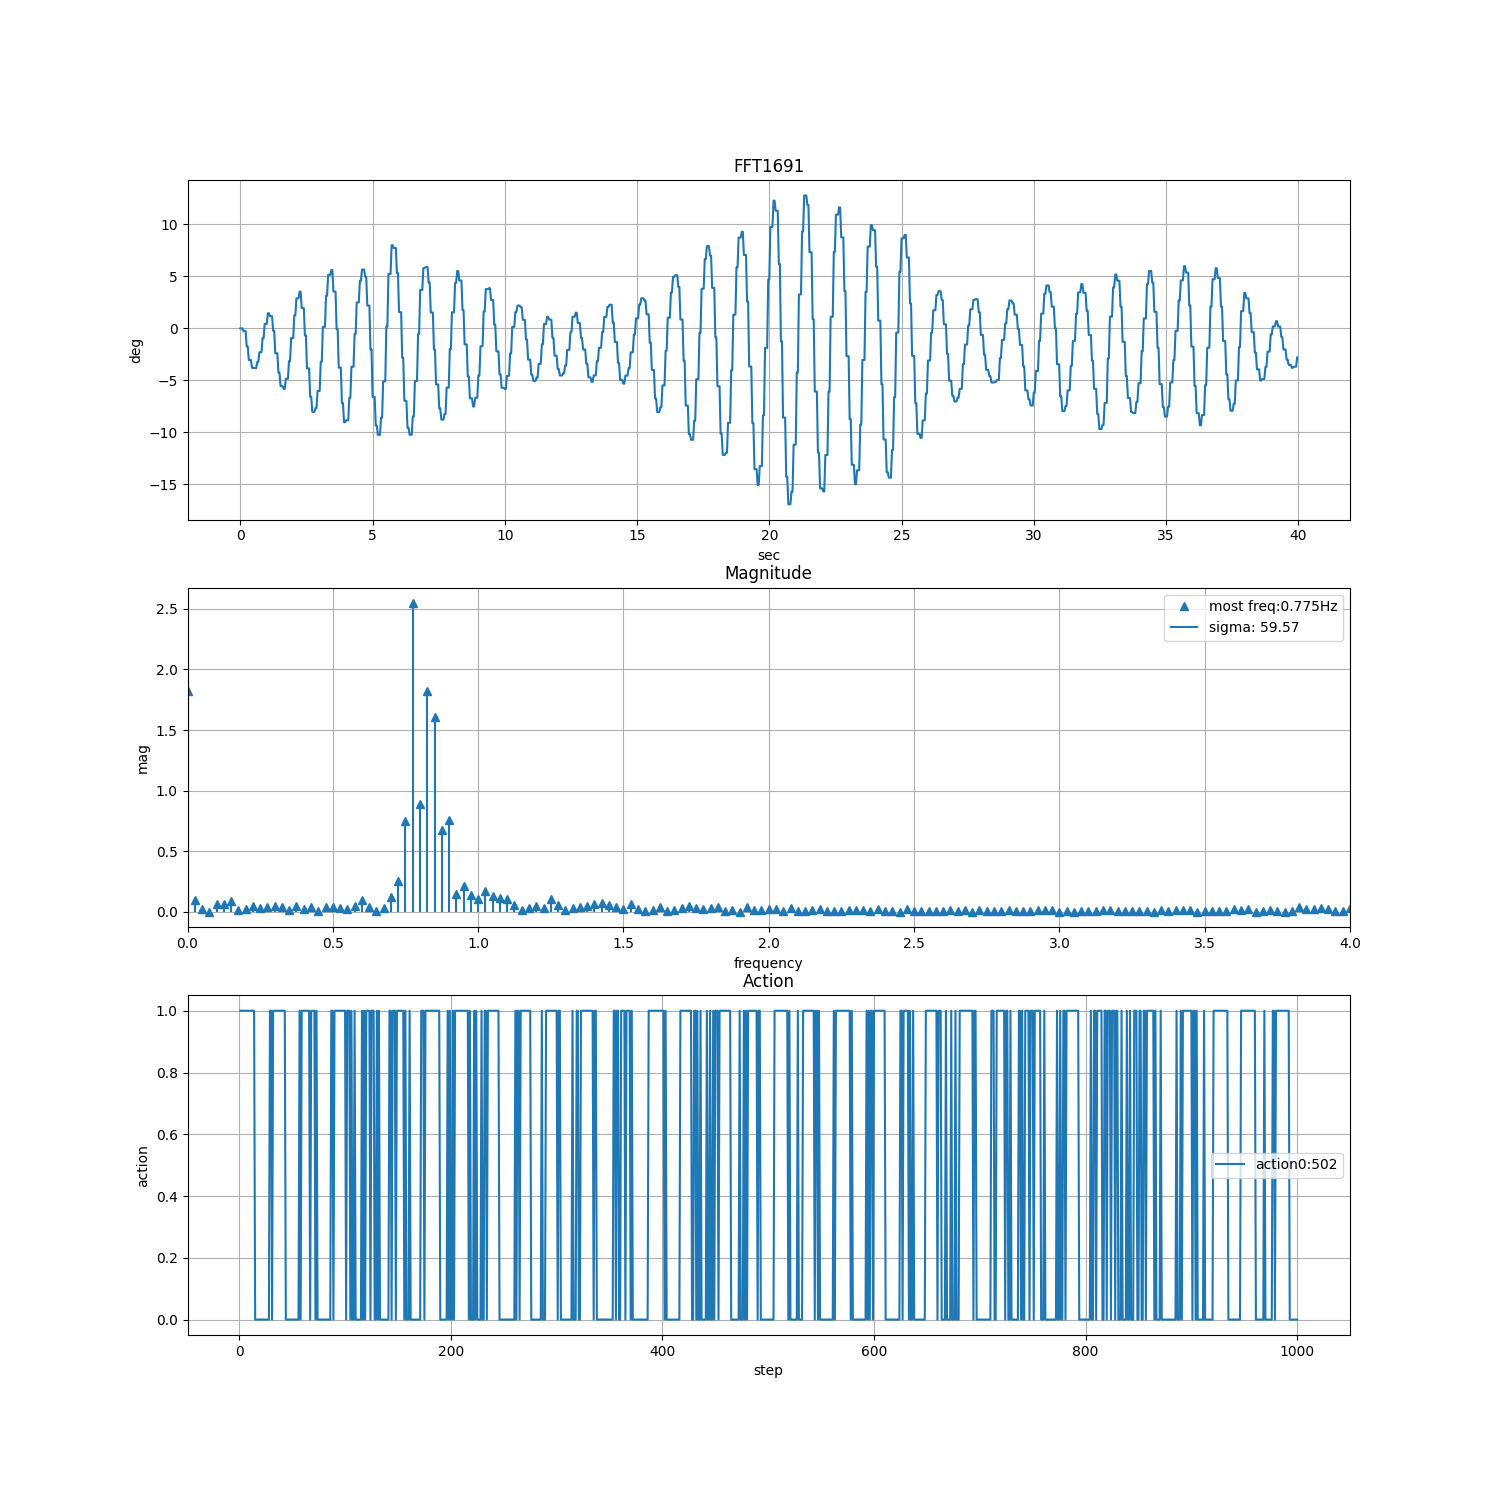 FFT1691
deg
10
5
0
−5
−10
−15
0 5 10 15 20 25 30 35 40
sec
Magnitude
mag
2.5
2.0
1.5
1.0
0.5
0.0
most freq:0.775Hz
sigma: 59.57
0.0 0.5 1.0 1.5 2.0 2.5 3.0 3.5 4.0
frequency
Action
action
1.0
0.8
0.6
0.4
0.2
0.0
action0:502
0 200 400 600 800 1000
step